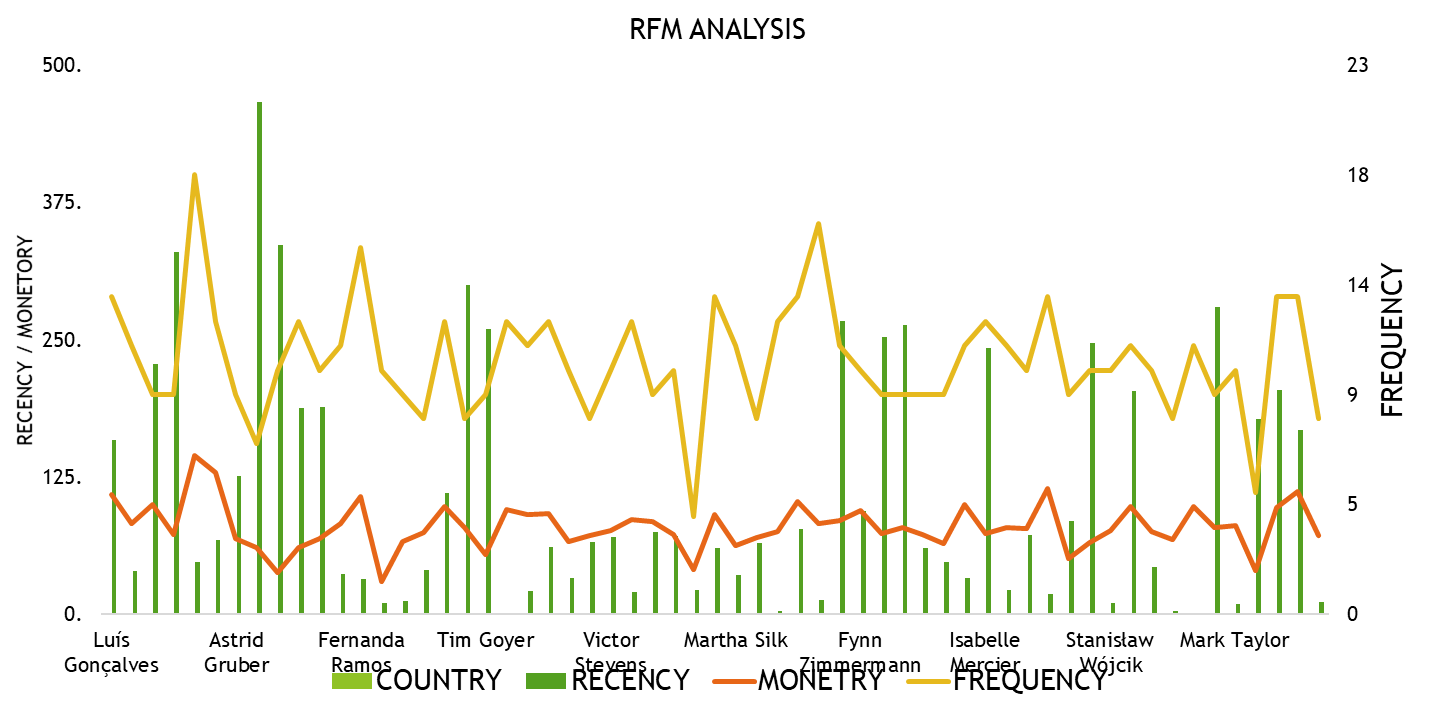 RFM ANALYSIS
500.
375.
250.
125.
0.
RECENCY / MONETORY
23
18
14
9
5
0
FREQUENCY
Luís
Gonçalves
Astrid
Gruber
Fernanda
Ramos
Tim Goyer
Victor
Stevens
Martha Silk
Fynn
Zimmermann
Isabelle
Mercier
Stanisław
Wójcik
Mark Taylor
COUNTRY
RECENCY
MONETRY
FREQUENCY